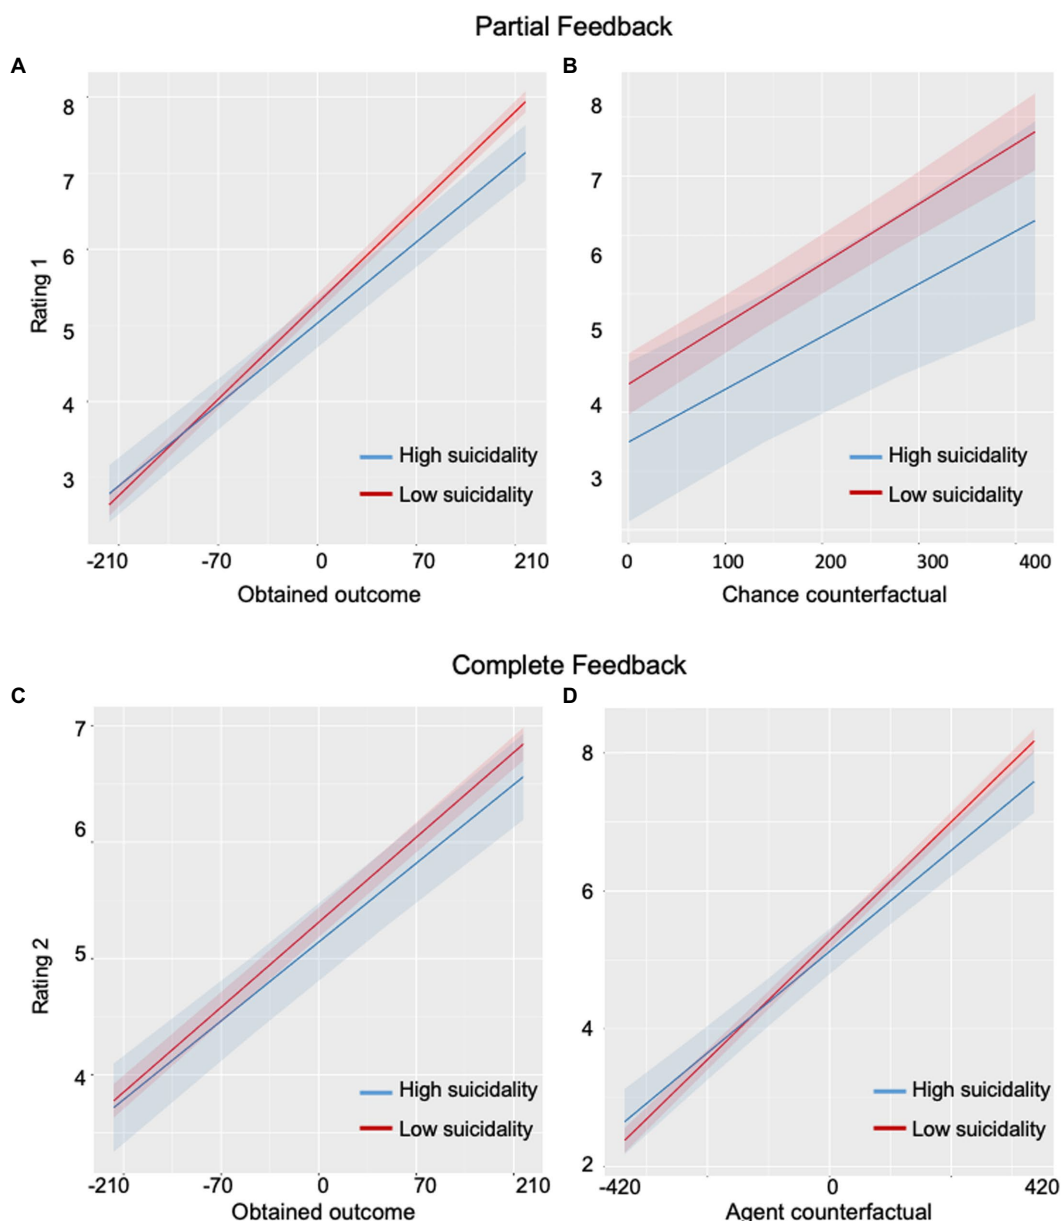 Partial Feedback
A
B
8
7
6
5
4
3
Rating 1
High suicidality
Low suicidality
-210 -70 0 70 210
Obtained outcome
8
7
6
5
4
3
High suicidality
Low suicidality
0 100 200 300 400
Chance counterfactual
Complete Feedback
C
D
7
6
5
4
Rating 2
High suicidality
Low suicidality
-210 -70 0 70 210
Obtained outcome
8
6
4
2
High suicidality
Low suicidality
-420 0 420
Agent counterfactual